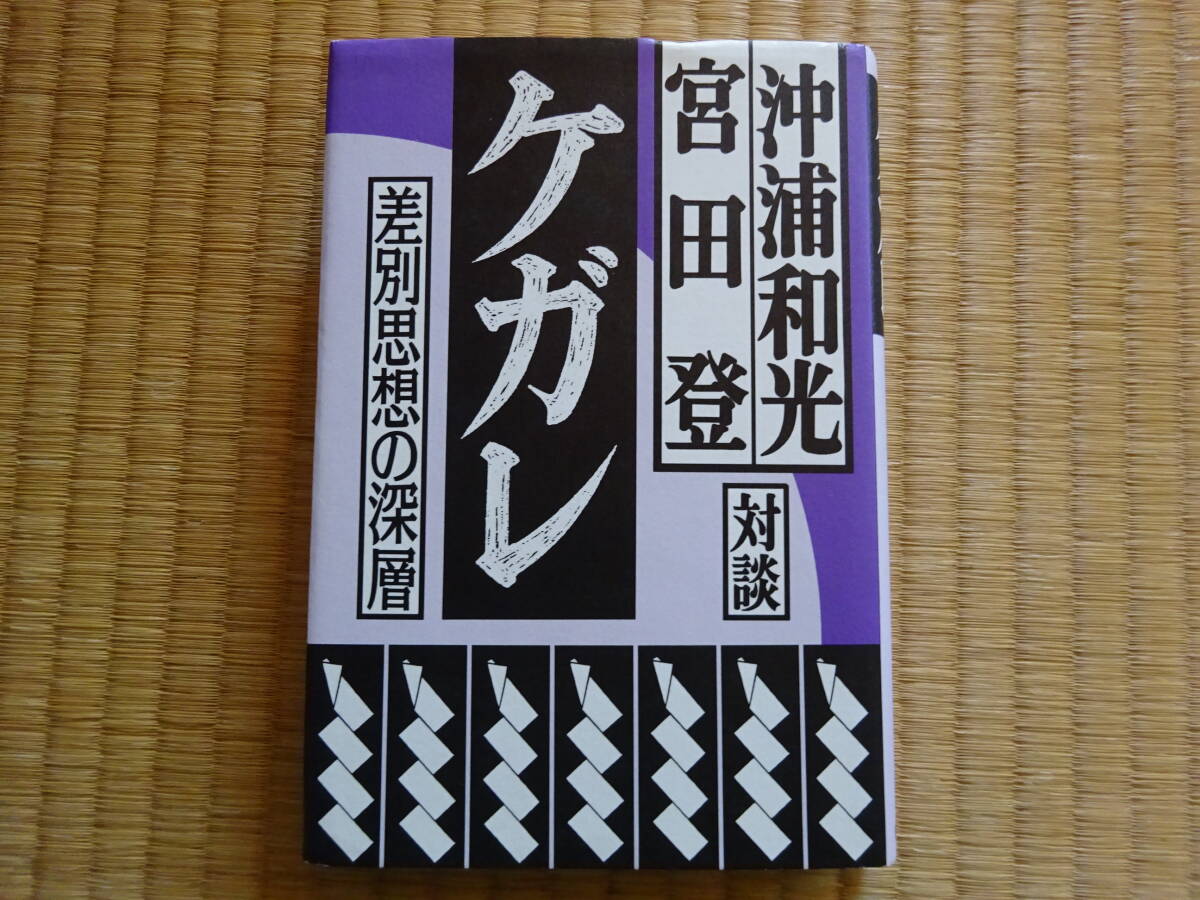 沖浦和光
宮田登
対談
ケガレ
差別思想の深層